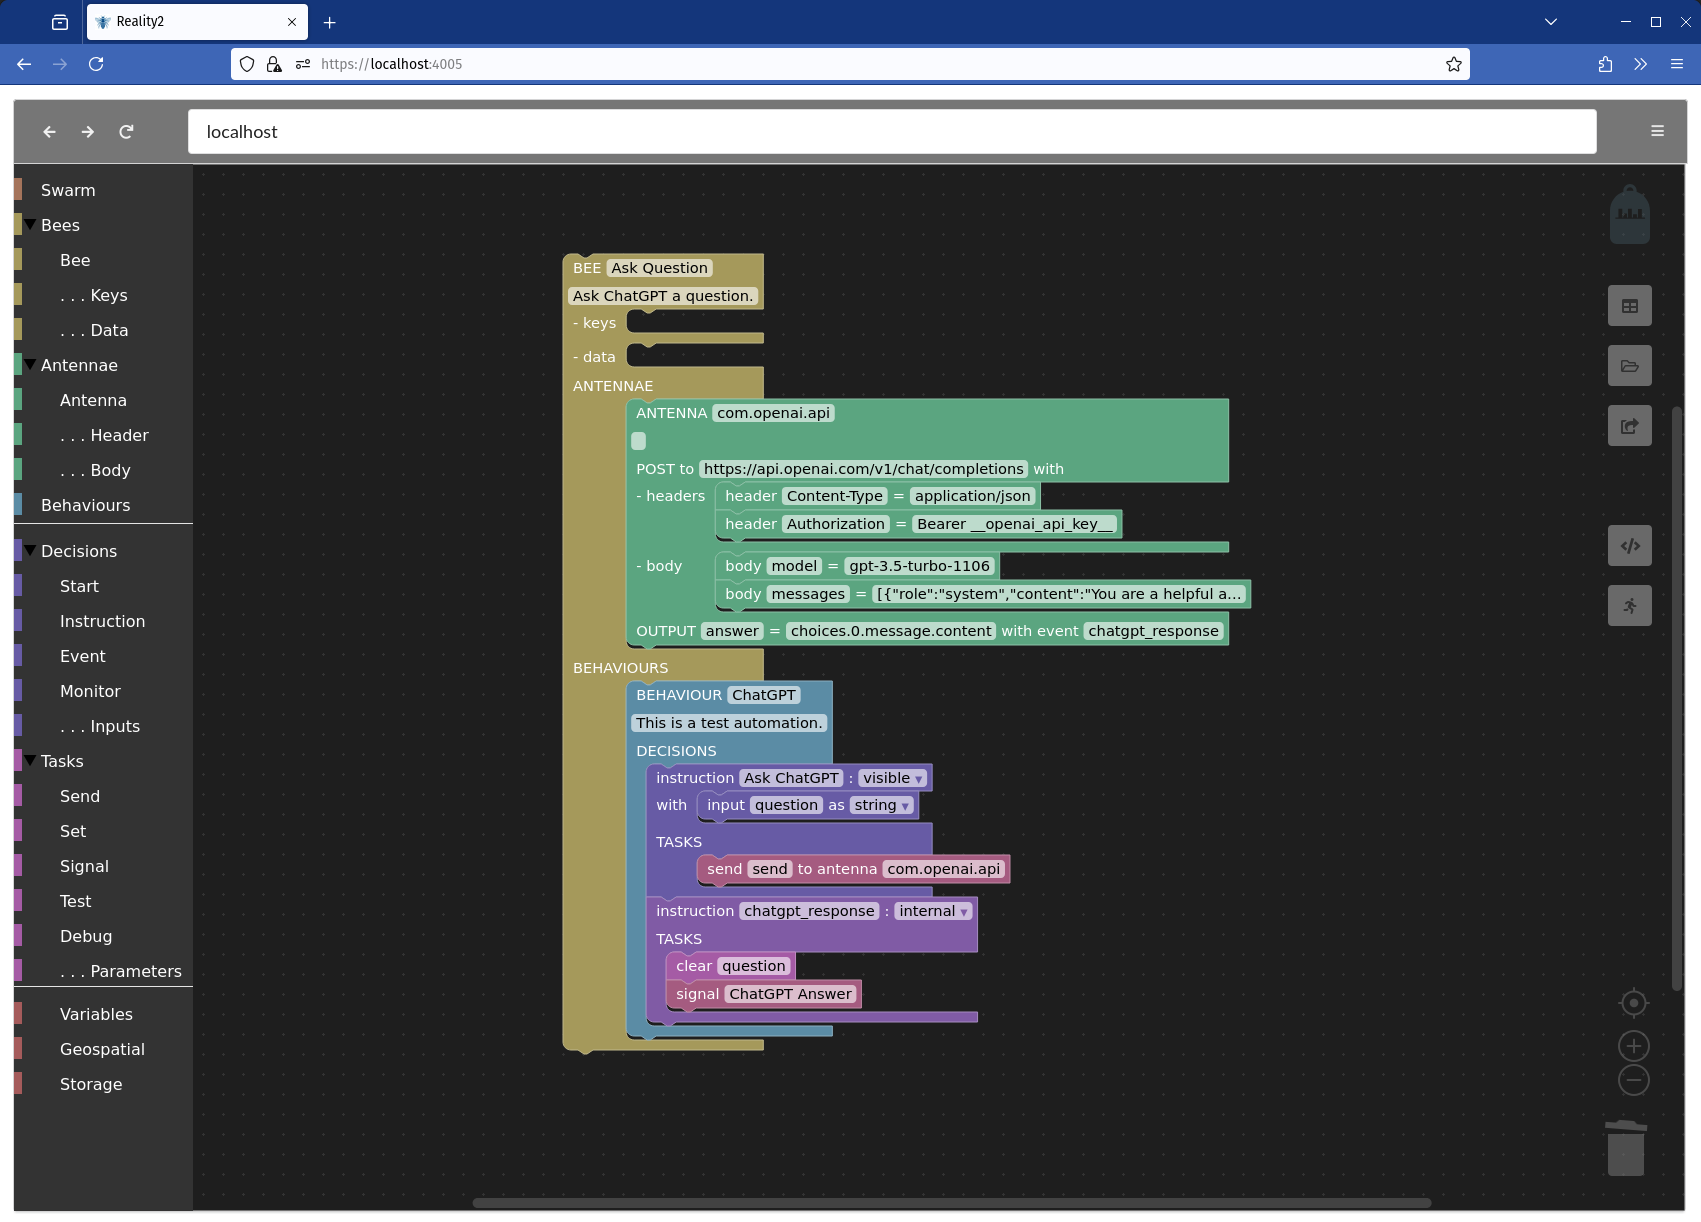 Reality2
https://localhost:4005
localhost
Swarm
Bees
Bee
. . . Keys
. . . Data
Antennae
Antenna
. . . Header
. . . Body
Behaviours
Decisions
Start
Instruction
Event
Monitor
. . . Inputs
Tasks
Send
Set
Signal
Test
Debug
. . . Parameters
Variables
Geospatial
Storage
BEE Ask Question
Ask ChatGPT a question.
- keys
- data
ANTENNAE
ANTENNA com.openai.api
POST to https://api.openai.com/v1/chat/completions with
- headers header Content-Type = application/json
header Authorization = Bearer __openai_api_key__
- body body model = gpt-3.5-turbo-1106
body messages = [{"role":"system","content":"You are a helpful a...
OUTPUT answer = choices.0.message.content with event chatgpt_response
BEHAVIOURS
BEHAVIOUR ChatGPT
This is a test automation.
DECISIONS
instruction Ask ChatGPT : visible ▾
with input question as string ▾
TASKS
send send to antenna com.openai.api
instruction chatgpt_response : internal ▾
TASKS
clear question
signal ChatGPT Answer